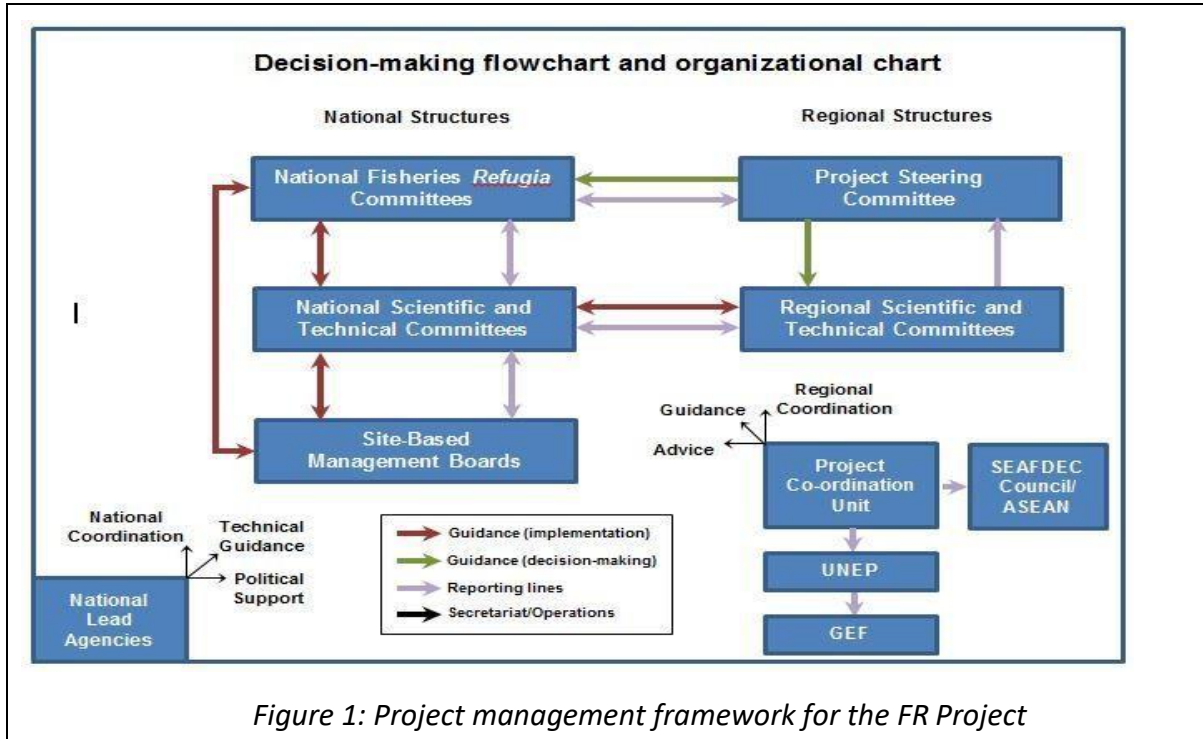 Decision-making flowchart and organizational chart
National Structures
Regional Structures
National Fisheries Refugia
Committees
Project Steering
Committee
National Scientific and
Technical Committees
Regional Scientific and
Technical Committees
Site-Based
Management Boards
Regional
Coordination
Guidance
Advice
Project
Co-ordination
Unit
SEAFDEC
Council/
ASEAN
UNEP
GEF
National
Coordination
Technical
Guidance
Political
Support
National
Lead
Agencies
Guidance (implementation)
Guidance (decision-making)
Reporting lines
Secretariat/Operations
Figure 1: Project management framework for the FR Project